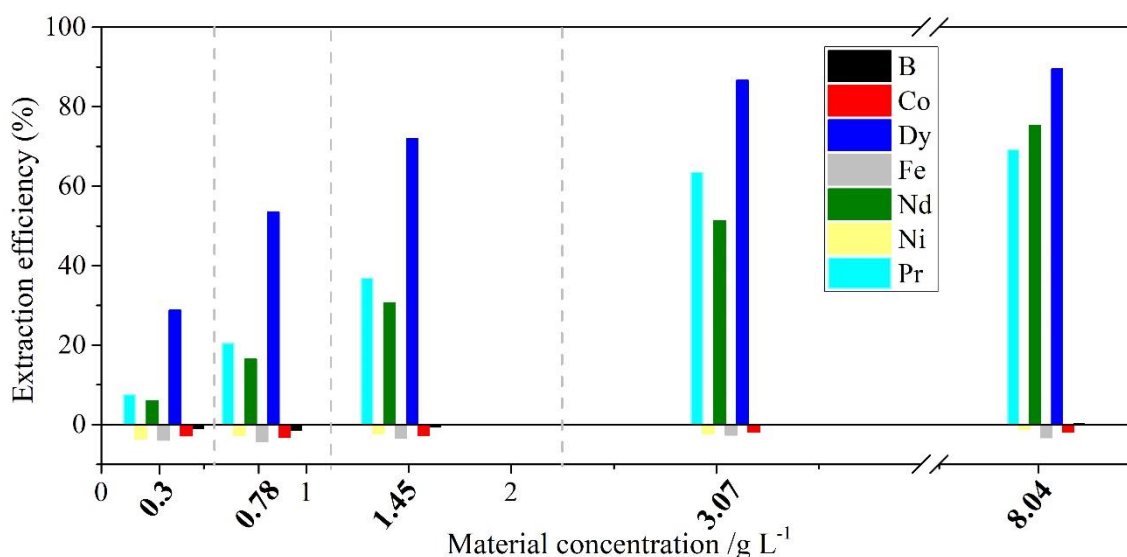 Extraction efficiency (%)
100
80
60
40
20
0
B
Co
Dy
Fe
Nd
Ni
Pr
0 0.3 0.78 1 1.45 2 3.07 8.04
Material concentration /g L⁻¹